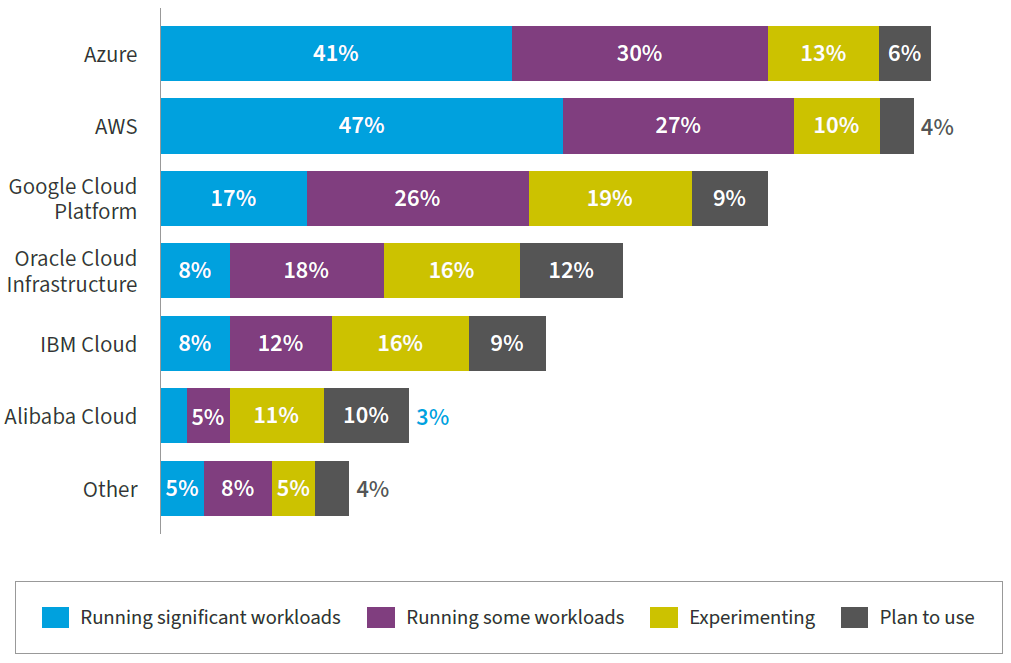 Azure 41% 30% 13% 6%
AWS 47% 27% 10% 4%
Google Cloud
Platform 17% 26% 19% 9%
Oracle Cloud
Infrastructure 8% 18% 16% 12%
IBM Cloud 8% 12% 16% 9%
Alibaba Cloud 5% 11% 10% 3%
Other 5% 8% 5% 4%
Running significant workloads Running some workloads Experimenting Plan to use